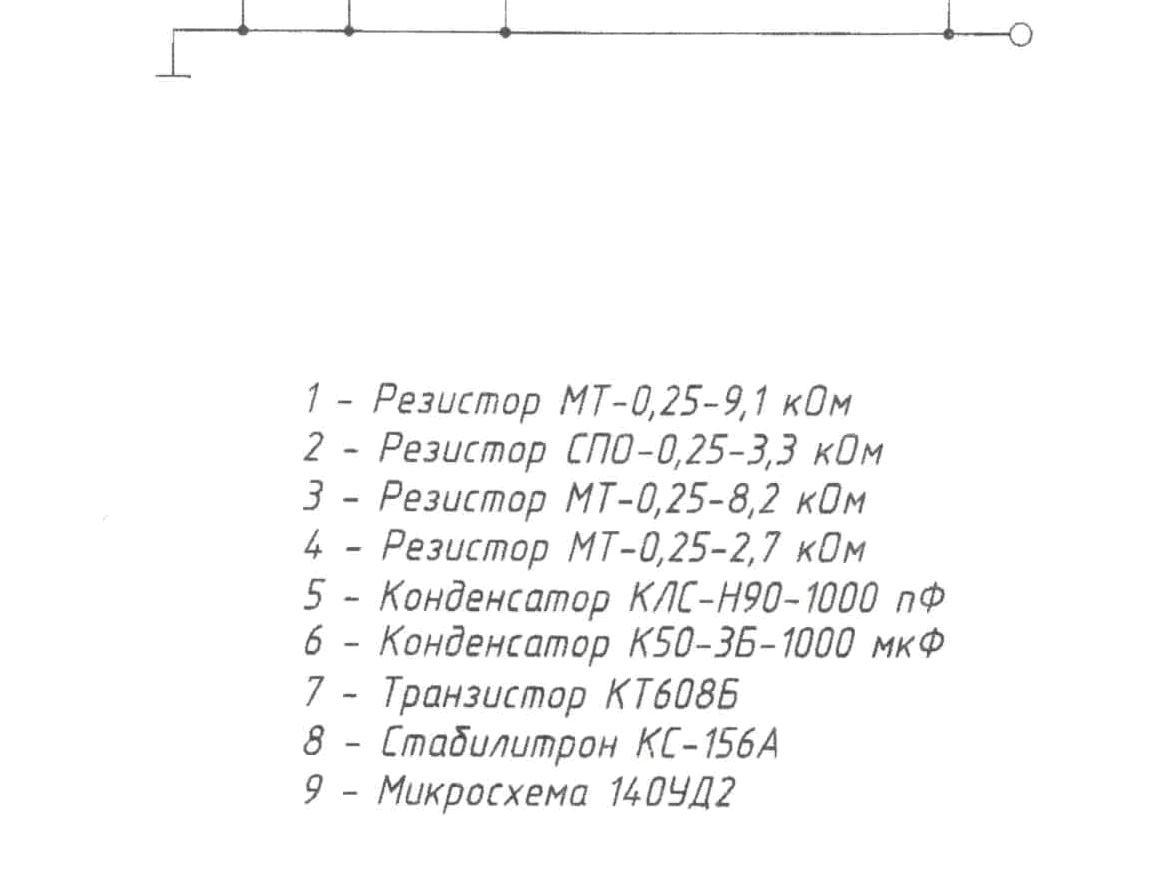 1 - Резистор МТ-0,25-9,1 кОм
2 - Резистор СПО-0,25-3,3 кОм
3 - Резистор МТ-0,25-8,2 кОм
4 - Резистор МТ-0,25-2,7 кОм
5 - Конденсатор КЛС-Н90-1000 пФ
6 - Конденсатор К50-3Б-1000 мкФ
7 - Транзистор КТ608Б
8 - Стабилитрон КС-156А
9 - Микросхема 140УД2